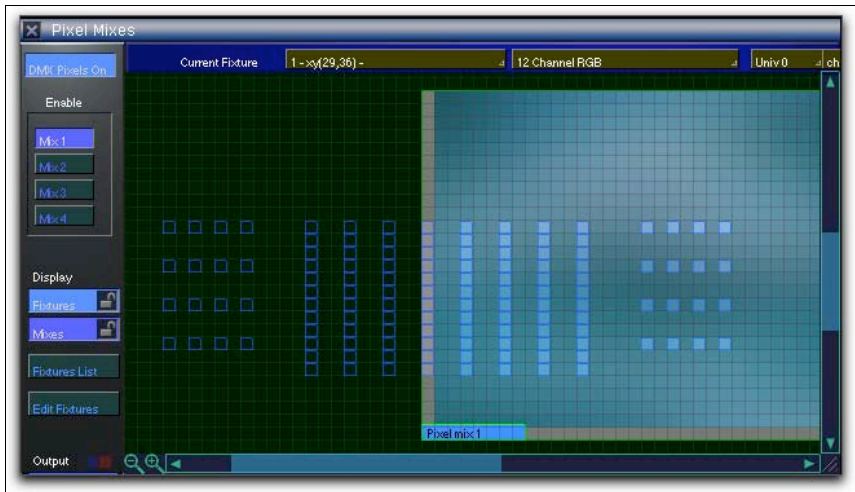 Pixel Mixes
DMX Pixels On
Current Fixture
1 - xy(29,36) -
12 Channel RGB
Univ 0
ch
Enable
Mix 1
Mix 2
Mix 3
Mix 4
Display
Fixtures
Mixes
Fixtures List
Edit Fixtures
Output
Pixel mix 1